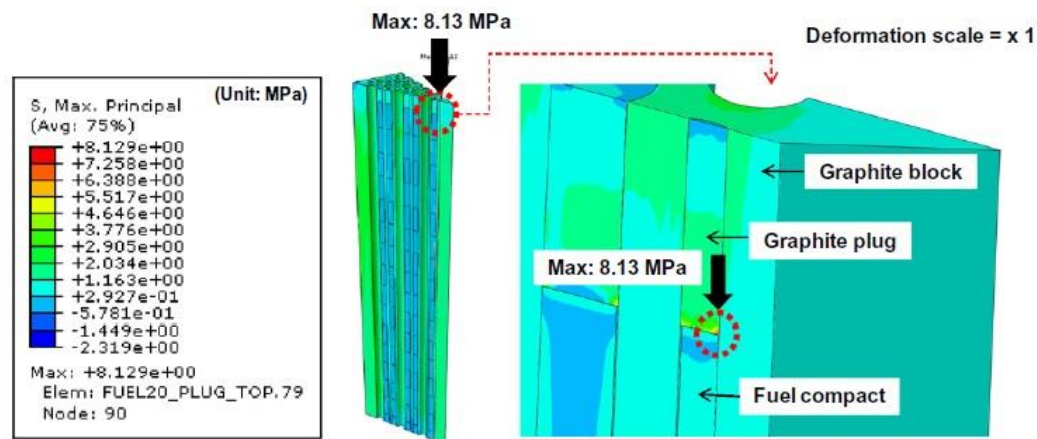 Max: 8.13 MPa
Deformation scale = x 1
S, Max. Principal (Unit: MPa)
(Avg: 75%)
+8.129e+00
+7.258e+00
+6.388e+00
+5.517e+00
+4.646e+00
+3.776e+00
+2.905e+00
+2.034e+00
+1.163e+00
+2.927e-01
-5.781e-01
-1.449e+00
-2.319e+00
Max: +8.129e+00
Elem: FUEL20_PLUG_TOP.79
Node: 90
Graphite block
Graphite plug
Max: 8.13 MPa
Fuel compact